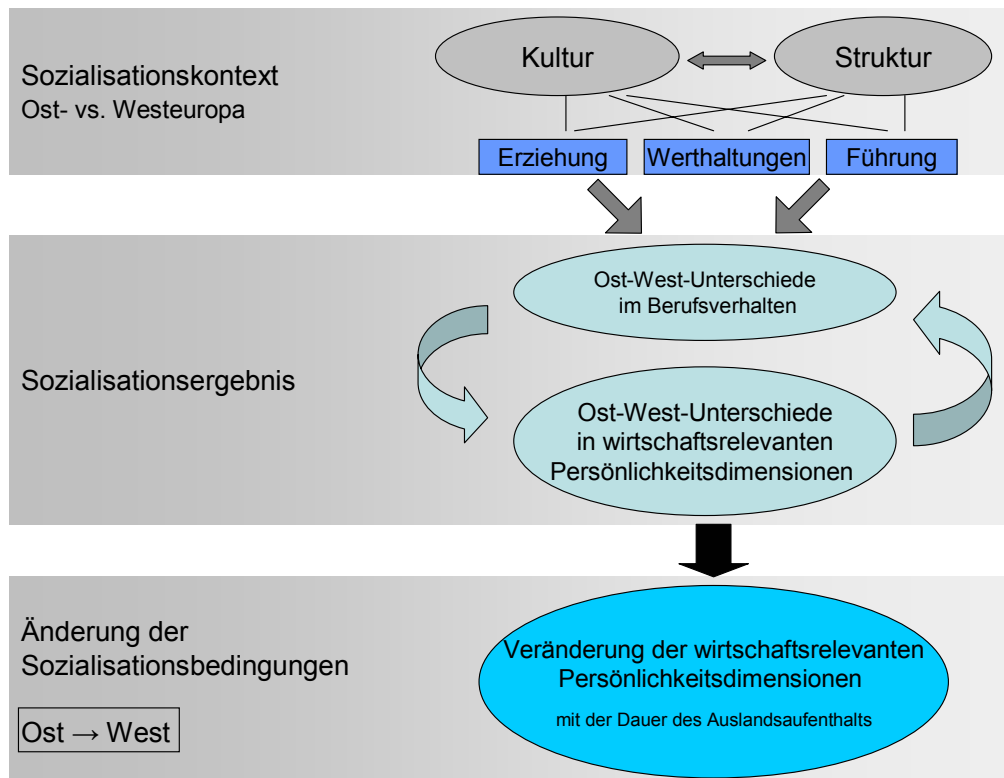 Sozialisationskontext
Ost- vs. Westeuropa
Kultur
Struktur
Erziehung
Werthaltungen
Führung
Sozialisationsergebnis
Ost-West-Unterschiede
im Berufsverhalten
Ost-West-Unterschiede
in wirtschaftsrelevanten
Persönlichkeitsdimensionen
Änderung der
Sozialisationsbedingungen
Ost → West
Veränderung der wirtschaftsrelevanten
Persönlichkeitsdimensionen
mit der Dauer des Auslandsaufenthalts